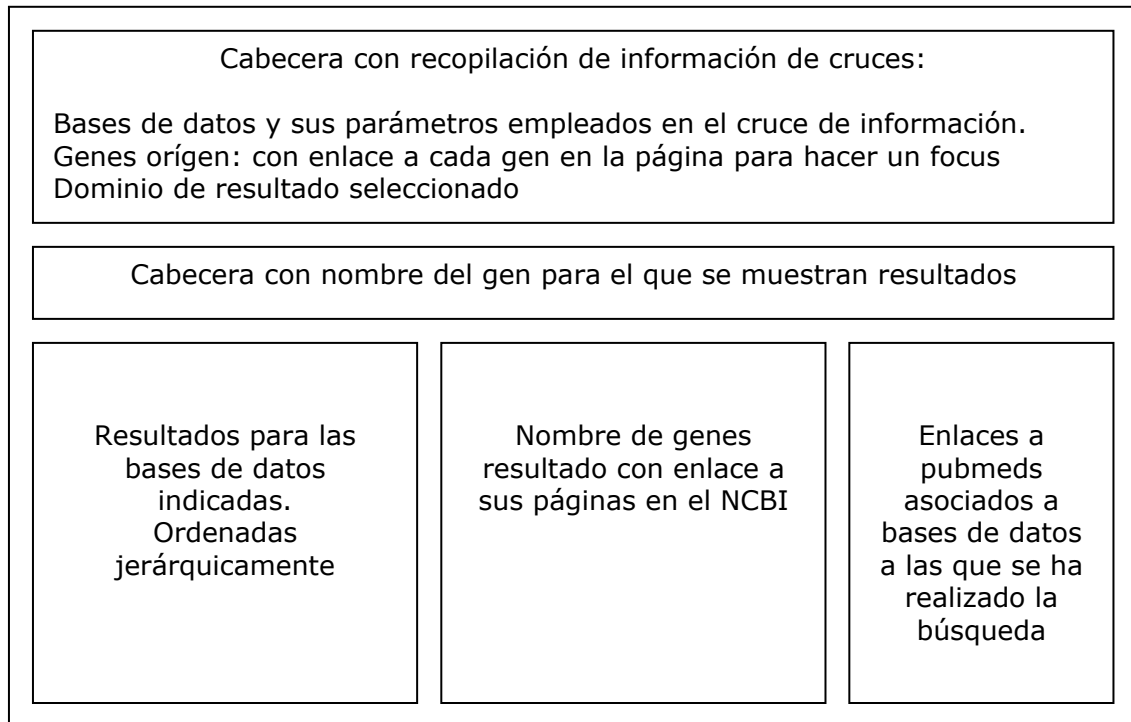 Cabecera con recopilación de información de cruces:
Bases de datos y sus parámetros empleados en el cruce de información.
Genes orígen: con enlace a cada gen en la página para hacer un focus
Dominio de resultado seleccionado
Cabecera con nombre del gen para el que se muestran resultados
Resultados para las
bases de datos
indicadas.
Ordenadas
jerárquicamente
Nombre de genes
resultado con enlace a
sus páginas en el NCBI
Enlaces a
pubmeds
asociados a
bases de datos
a las que se ha
realizado la
búsqueda